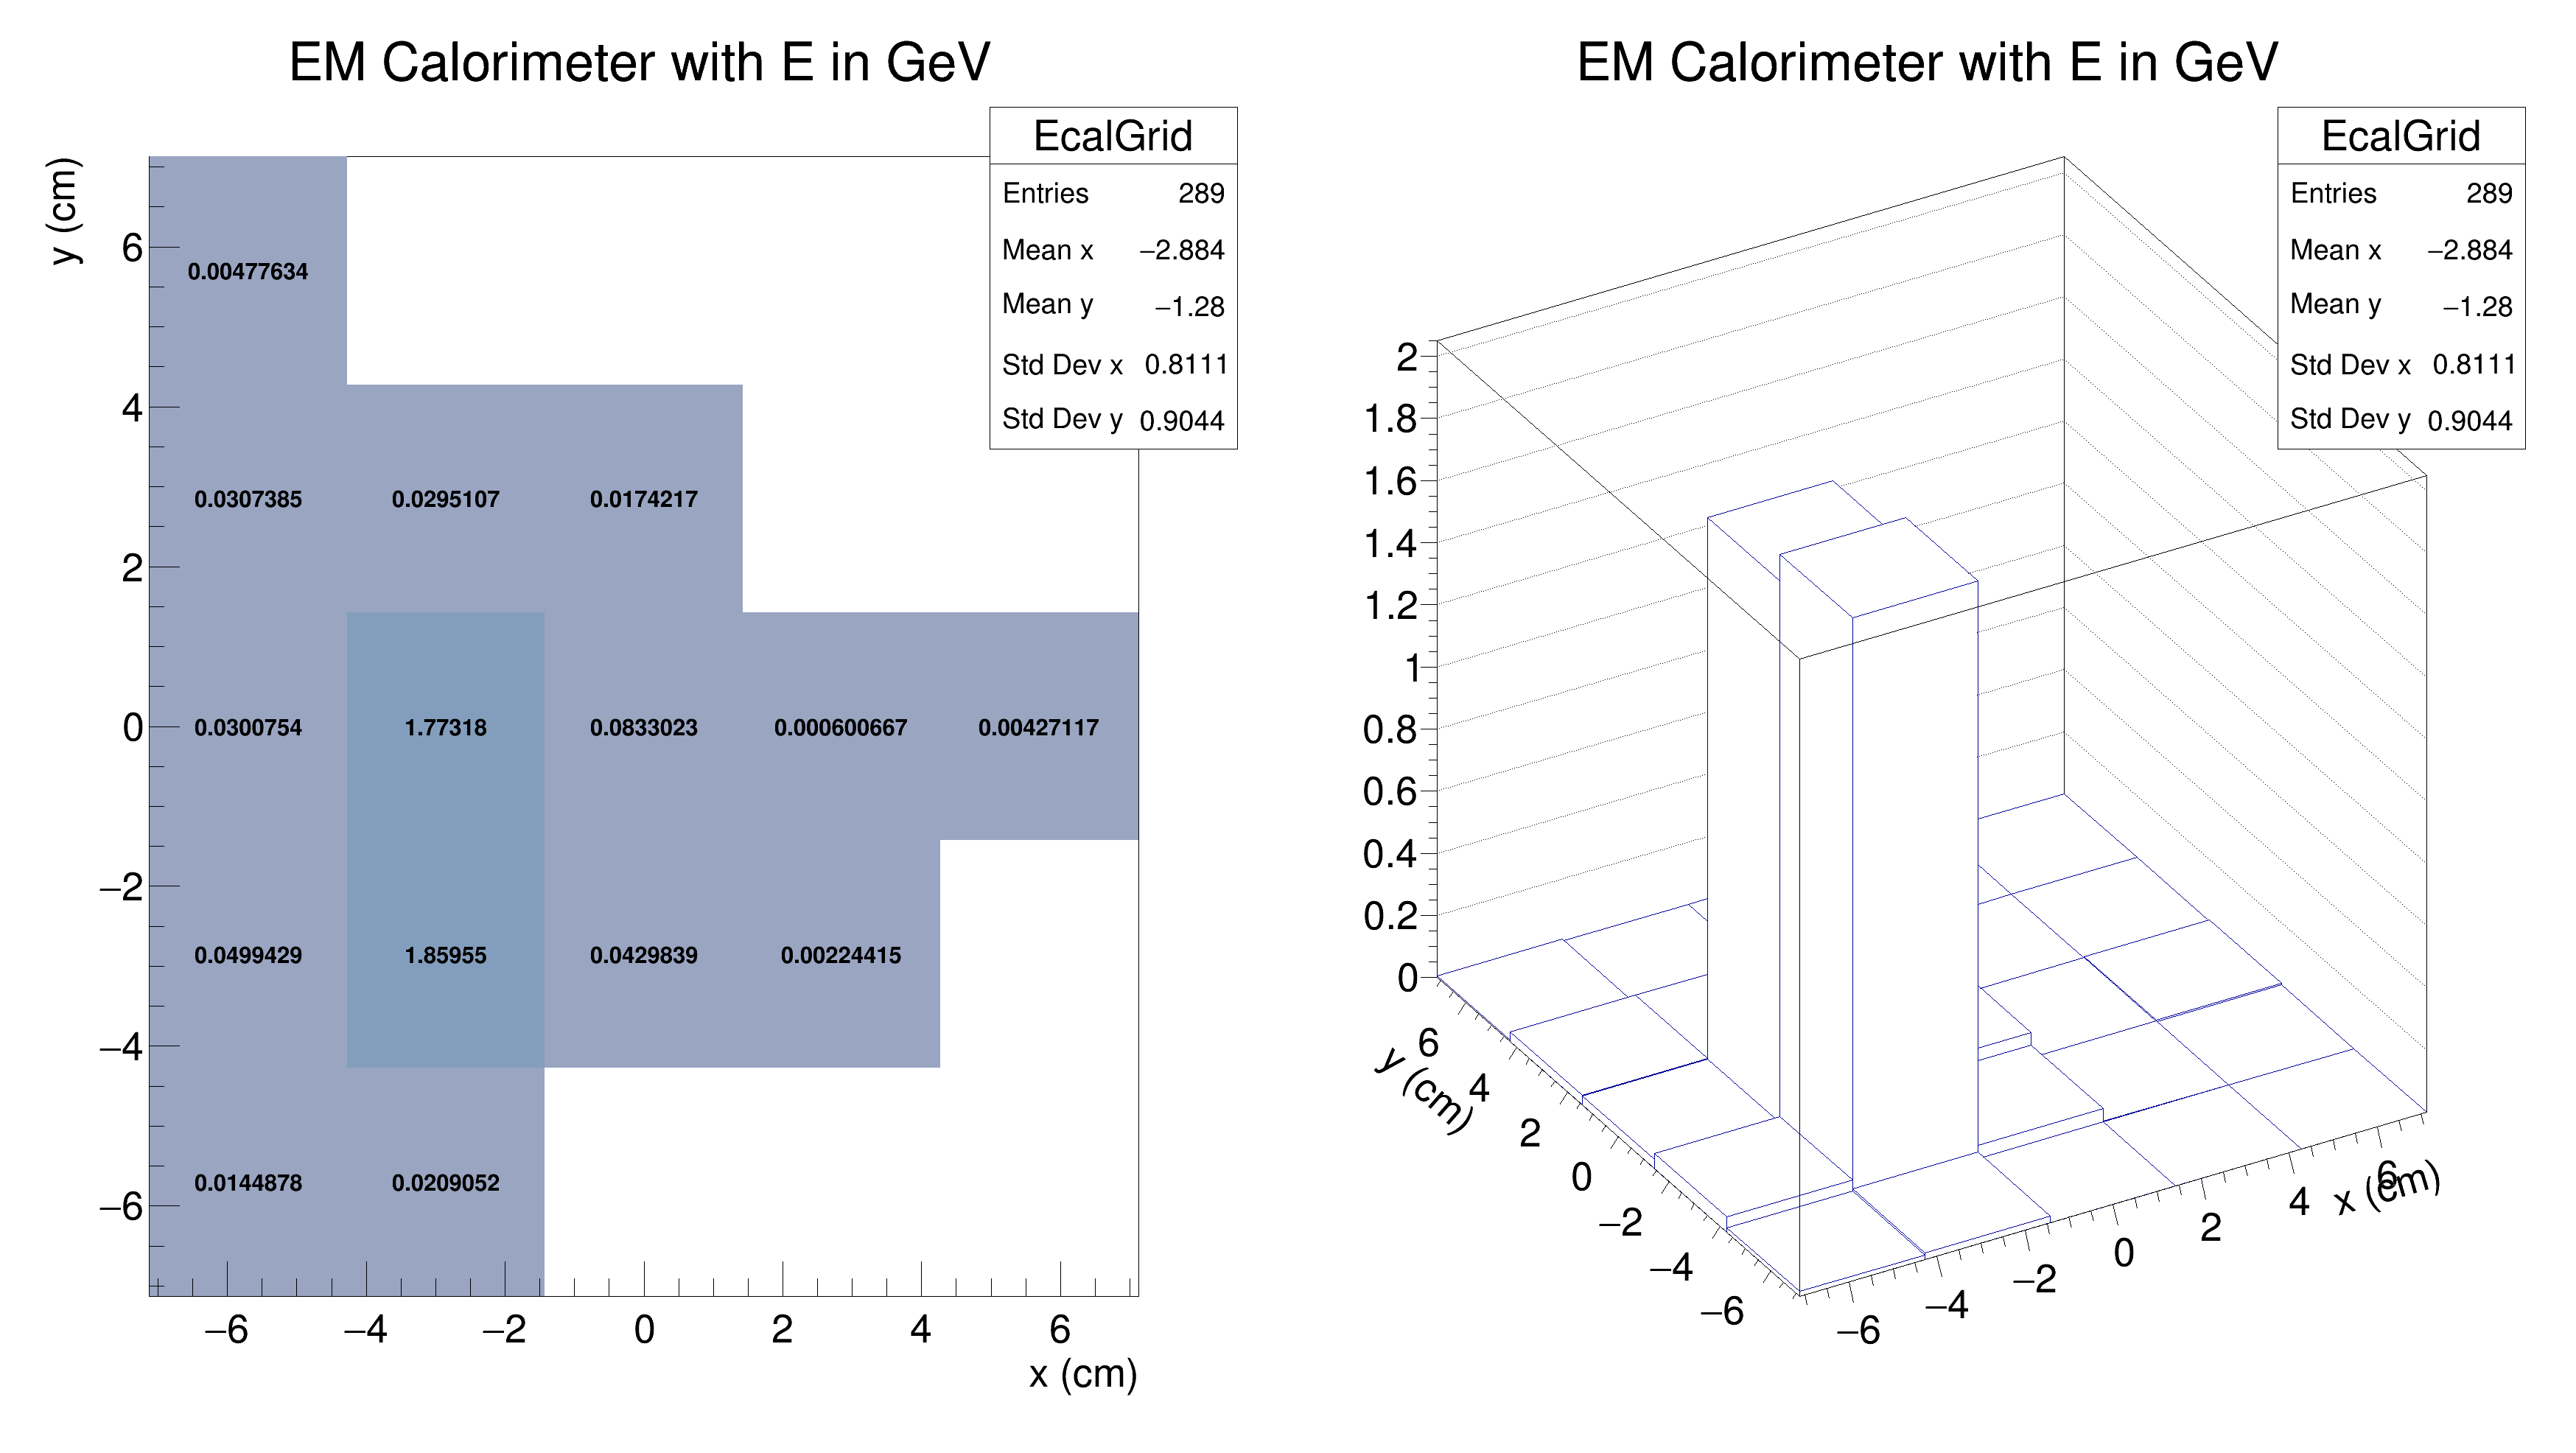 EM Calorimeter with E in GeV
EcalGrid
Entries 289
Mean x −2.884
Mean y −1.28
Std Dev x 0.8111
Std Dev y 0.9044
y (cm)
6
4
2
0
−2
−4
−6
0.00477634
0.0307385 0.0295107 0.0174217
0.0300754 1.77318 0.0833023 0.000600667 0.00427117
0.0499429 1.85955 0.0429839 0.00224415
0.0144878 0.0209052
−6 −4 −2 0 2 4 6
x (cm)
EM Calorimeter with E in GeV
EcalGrid
Entries 289
Mean x −2.884
Mean y −1.28
Std Dev x 0.8111
Std Dev y 0.9044
2
1.8
1.6
1.4
1.2
1
0.8
0.6
0.4
0.2
0
y (cm)
6
4
2
0
−2
−4
−6
−6 −4 −2 0 2 4 6
x (cm)